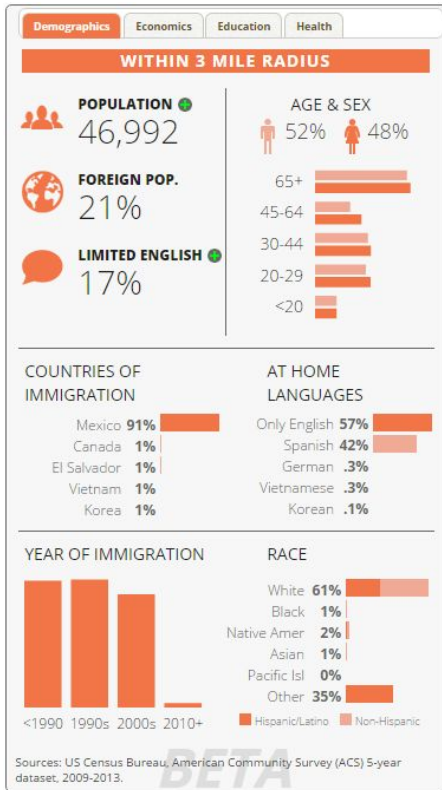 Demographics
Economics
Education
Health
WITHIN 3 MILE RADIUS
POPULATION
46,992
FOREIGN POP.
21%
LIMITED ENGLISH
17%
AGE & SEX
52%
48%
65+
45-64
30-44
20-29
<20
COUNTRIES OF
IMMIGRATION
Mexico 91%
Canada 1%
El Salvador 1%
Vietnam 1%
Korea 1%
AT HOME
LANGUAGES
Only English 57%
Spanish 42%
German .3%
Vietnamese .3%
Korean .1%
YEAR OF IMMIGRATION
<1990 1990s 2000s 2010+
RACE
White 61%
Black 1%
Native Amer 2%
Asian 1%
Pacific Isl 0%
Other 35%
Hispanic/Latino Non-Hispanic
BETA
Sources: US Census Bureau, American Community Survey (ACS) 5-year
dataset, 2009-2013.